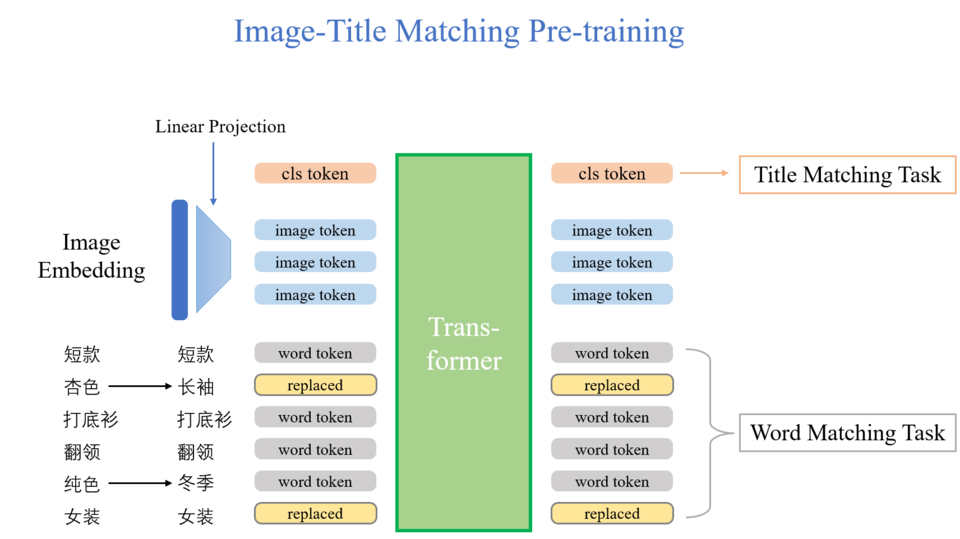 Image-Title Matching Pre-training
Linear Projection
cls token
cls token
Title Matching Task
Image
Embedding
image token
image token
image token
image token
image token
image token
Trans-
former
短款
短款
word token
word token
杏色
长袖
replaced
replaced
打底衫
打底衫
word token
word token
Word Matching Task
翻领
翻领
word token
word token
纯色
冬季
word token
word token
女装
女装
replaced
replaced